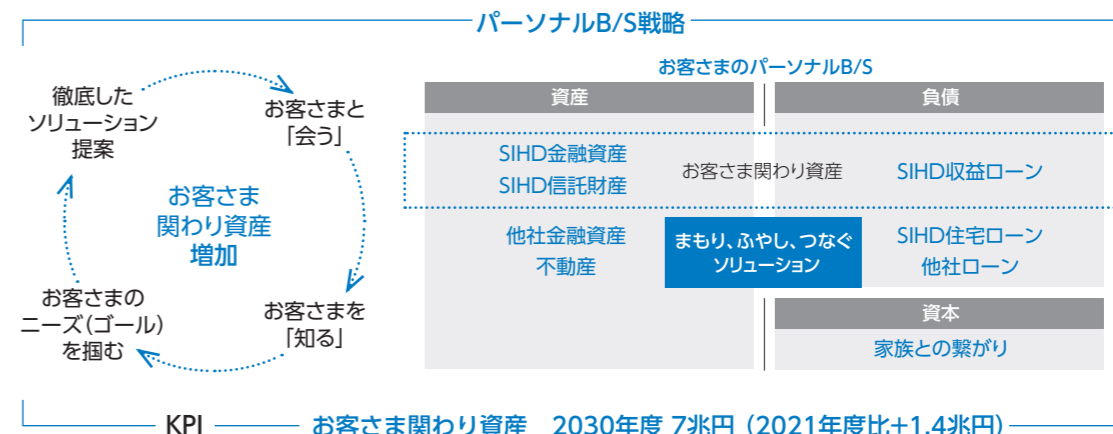 パーソナルB/S戦略
徹底した
ソリューション
提案
お客さまと
「会う」
お客さまを
「知る」
お客さまの
ニーズ（ゴール）
を掴む
お客さま
関わり資産
増加
お客さまのパーソナルB/S
資産
負債
SIHD金融資産
SIHD信託財産
お客さま関わり資産
SIHD収益ローン
他社金融資産
不動産
まもり、ふやし、つなぐ
ソリューション
SIHD住宅ローン
他社ローン
資本
家族との繋がり
KPI お客さま関わり資産 2030年度 7兆円（2021年度比+1.4兆円）